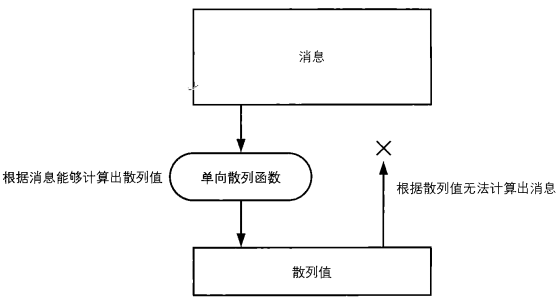 消息
根据消息能够计算出散列值
单向散列函数
根据散列值无法计算出消息
散列值